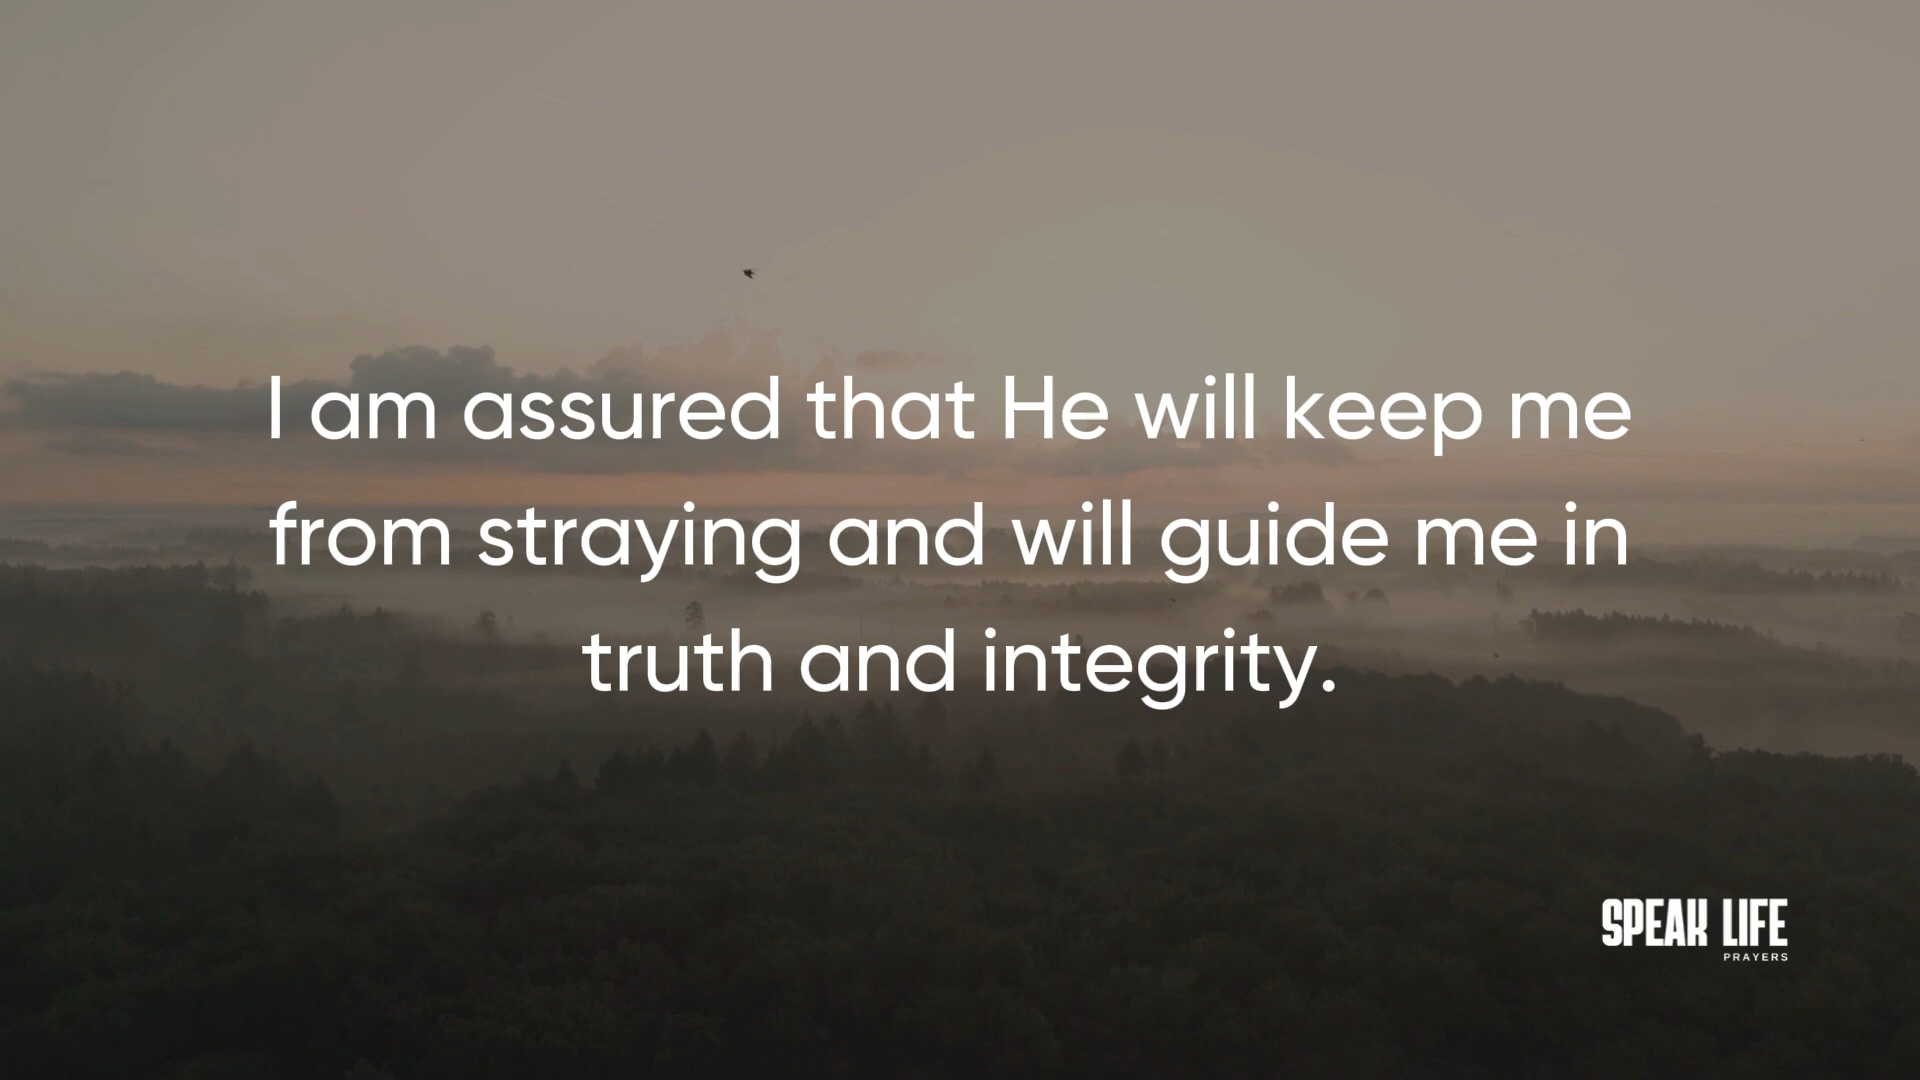 I am assured that He will keep me
from straying and will guide me in
truth and integrity.
SPEAK LIFE
PRAYERS